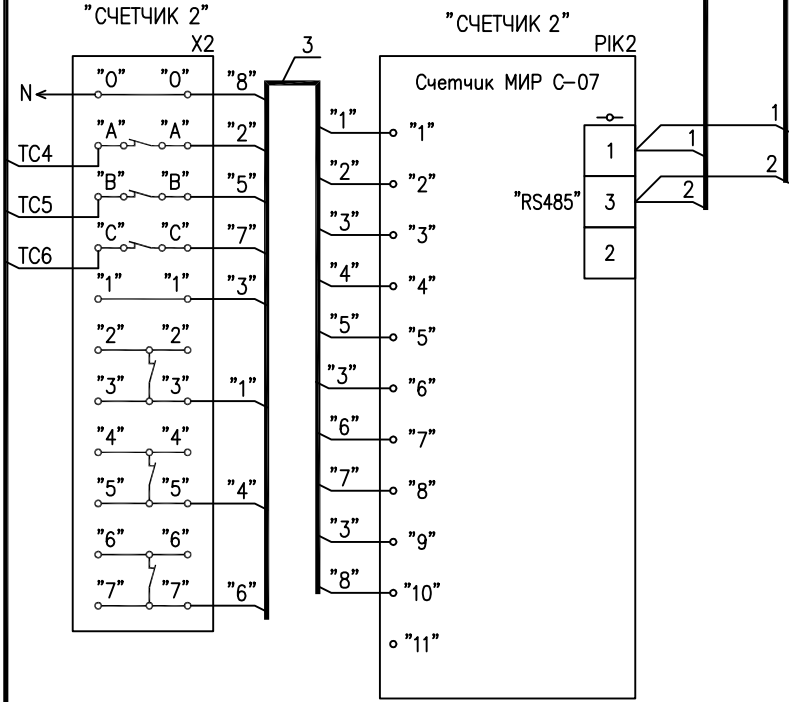 "СЧЕТЧИК 2"
X2
N
"0" "0" "8"
TC4 "A" "A" "2"
TC5 "B" "B" "5"
TC6 "C" "C" "7"
"1" "1" "3"
"2" "2"
"3" "3" "1"
"4" "4"
"5" "5" "4"
"6" "6"
"7" "7" "6"
3
"СЧЕТЧИК 2"
PIK2
Счетчик МИР С-07
"1" "1"
"2" "2"
"3" "3"
"4" "4"
"5" "5"
"3" "6"
"6" "7"
"7" "8"
"3" "9"
"8" "10"
"11"
"RS485"
1 1 1
3 2 2
2